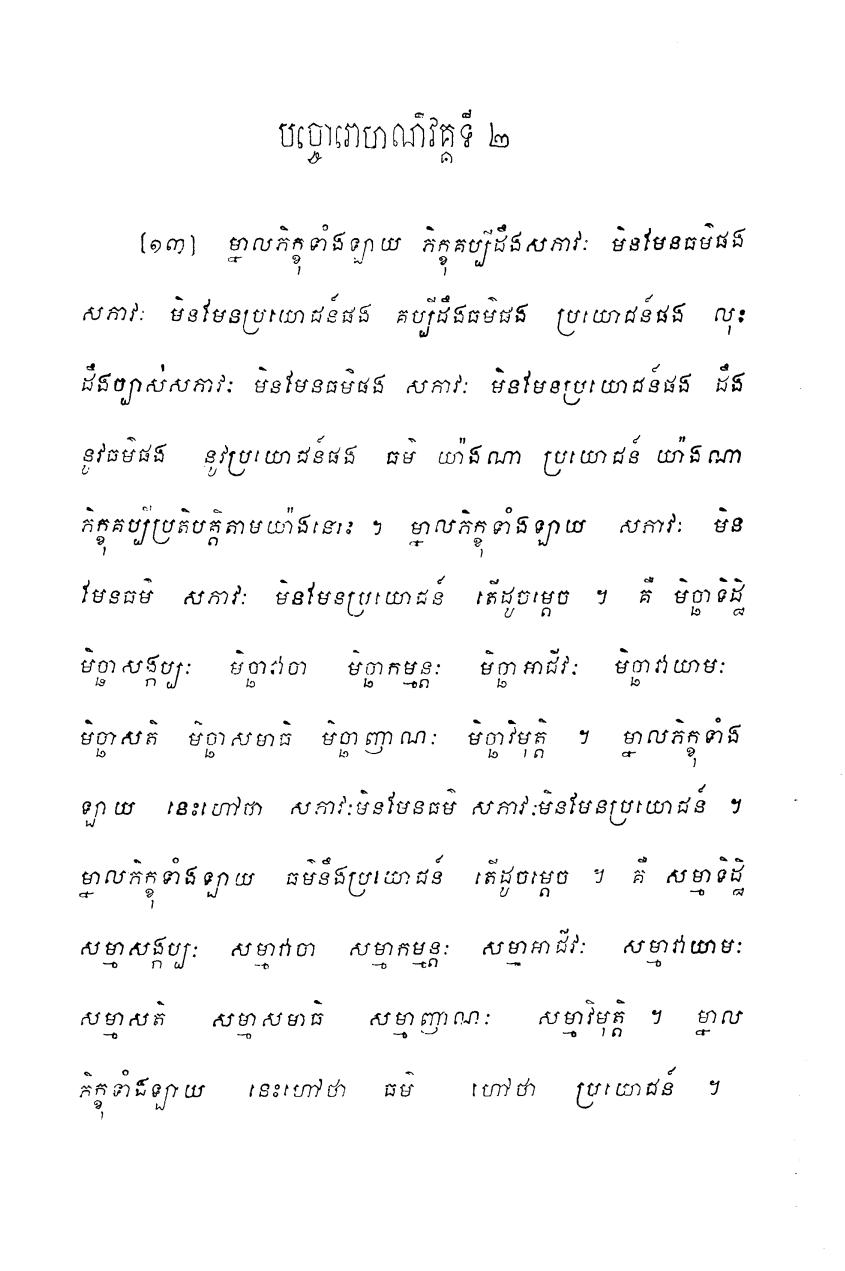 បច្ចោរោហណិវគ្គទី ២
[១៣] ម្នាលភិក្ខុទាំងឡាយ ភិក្ខុគប្បីដឹងសភាវៈ មិនមែនធម៌ផង
សភាវៈ មិនមែនប្រយោជន៍ផង គប្បីដឹងធម៌ផង ប្រយោជន៍ផង លុះ
ដឹងច្បាស់សភាវៈ មិនមែនធម៌ផង សភាវៈ មិនមែនប្រយោជន៍ផង ដឹង
នូវធម៌ផង នូវប្រយោជន៍ផង ធម៌ យ៉ាងណា ប្រយោជន៍ យ៉ាងណា
ភិក្ខុគប្បីប្រតិបត្តិតាមយ៉ាងនេះ ។ ម្នាលភិក្ខុទាំងឡាយ សភាវៈ មិន
មែនធម៌ សភាវៈ មិនមែនប្រយោជន៍ តើដូចម្តេច ។ គឺ មិច្ឆាទិដ្ឋិ
មិច្ឆាសង្កប្បៈ មិច្ឆាវាចា មិច្ឆាកម្មន្តៈ មិច្ឆាអាជីវៈ មិច្ឆាវាយាមៈ
មិច្ឆាសតិ មិច្ឆាសមាធិ មិច្ឆាញាណៈ មិច្ឆាវិមុត្តិ ។ ម្នាលភិក្ខុទាំង
ឡាយ នេះហៅថា សភាវៈមិនមែនធម៌ សភាវៈមិនមែនប្រយោជន៍ ។
ម្នាលភិក្ខុទាំងឡាយ ធម៌នឹងប្រយោជន៍ តើដូចម្តេច ។ គឺ សម្មាទិដ្ឋិ
សម្មាសង្កប្បៈ សម្មាវាចា សម្មាកម្មន្តៈ សម្មាអាជីវៈ សម្មាវាយាមៈ
សម្មាសតិ សម្មាសមាធិ សម្មាញាណៈ សម្មាវិមុត្តិ ។ ម្នាល
ភិក្ខុទាំងឡាយ នេះហៅថា ធម៌ ហៅថា ប្រយោជន៍ ។